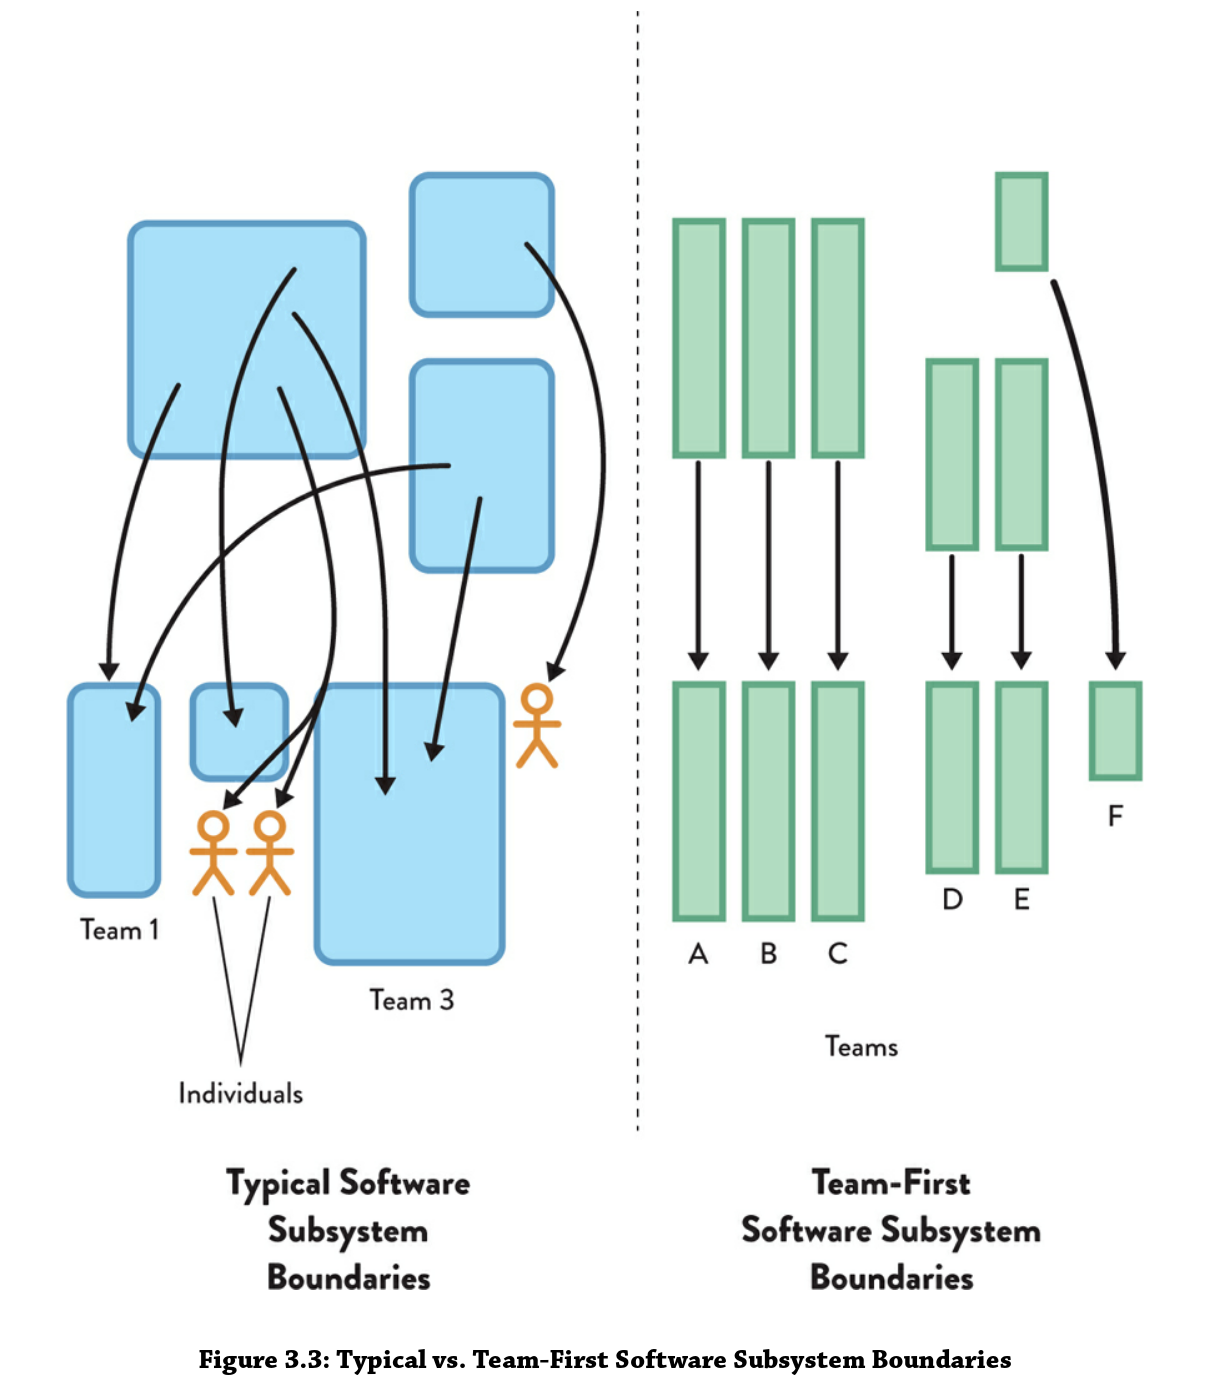 Team 1
Team 3
Individuals
A
B
C
D
E
F
Teams
Typical Software
Subsystem
Boundaries
Team-First
Software Subsystem
Boundaries
Figure 3.3: Typical vs. Team-First Software Subsystem Boundaries